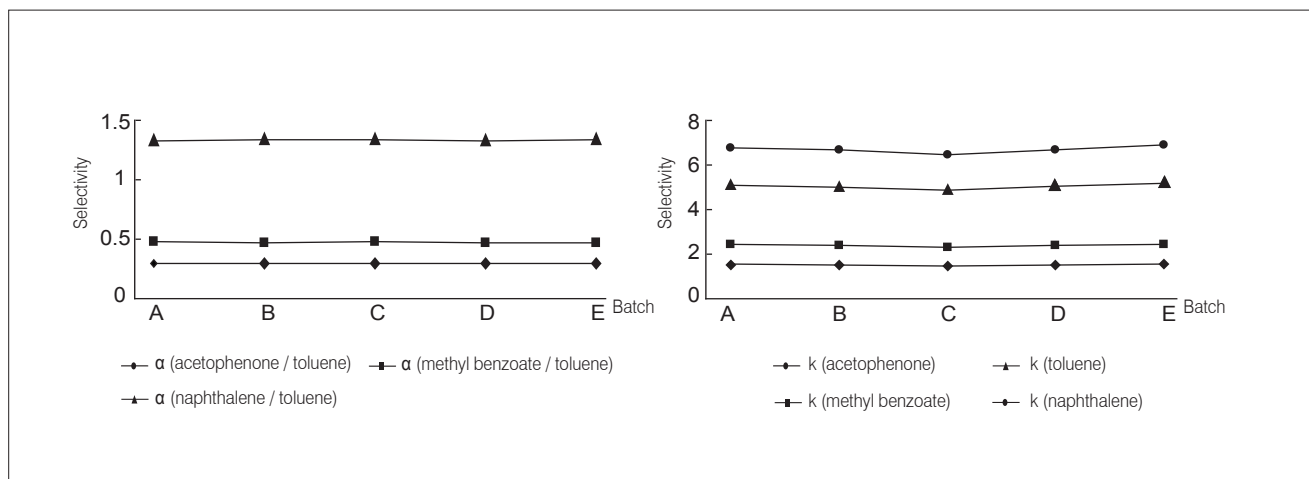 1.5
1
0.5
0
Selectivity
A B C D E Batch
α (acetophenone / toluene) α (methyl benzoate / toluene)
α (naphthalene / toluene)
8
6
4
2
0
Selectivity
A B C D E Batch
k (acetophenone) k (toluene)
k (methyl benzoate) k (naphthalene)